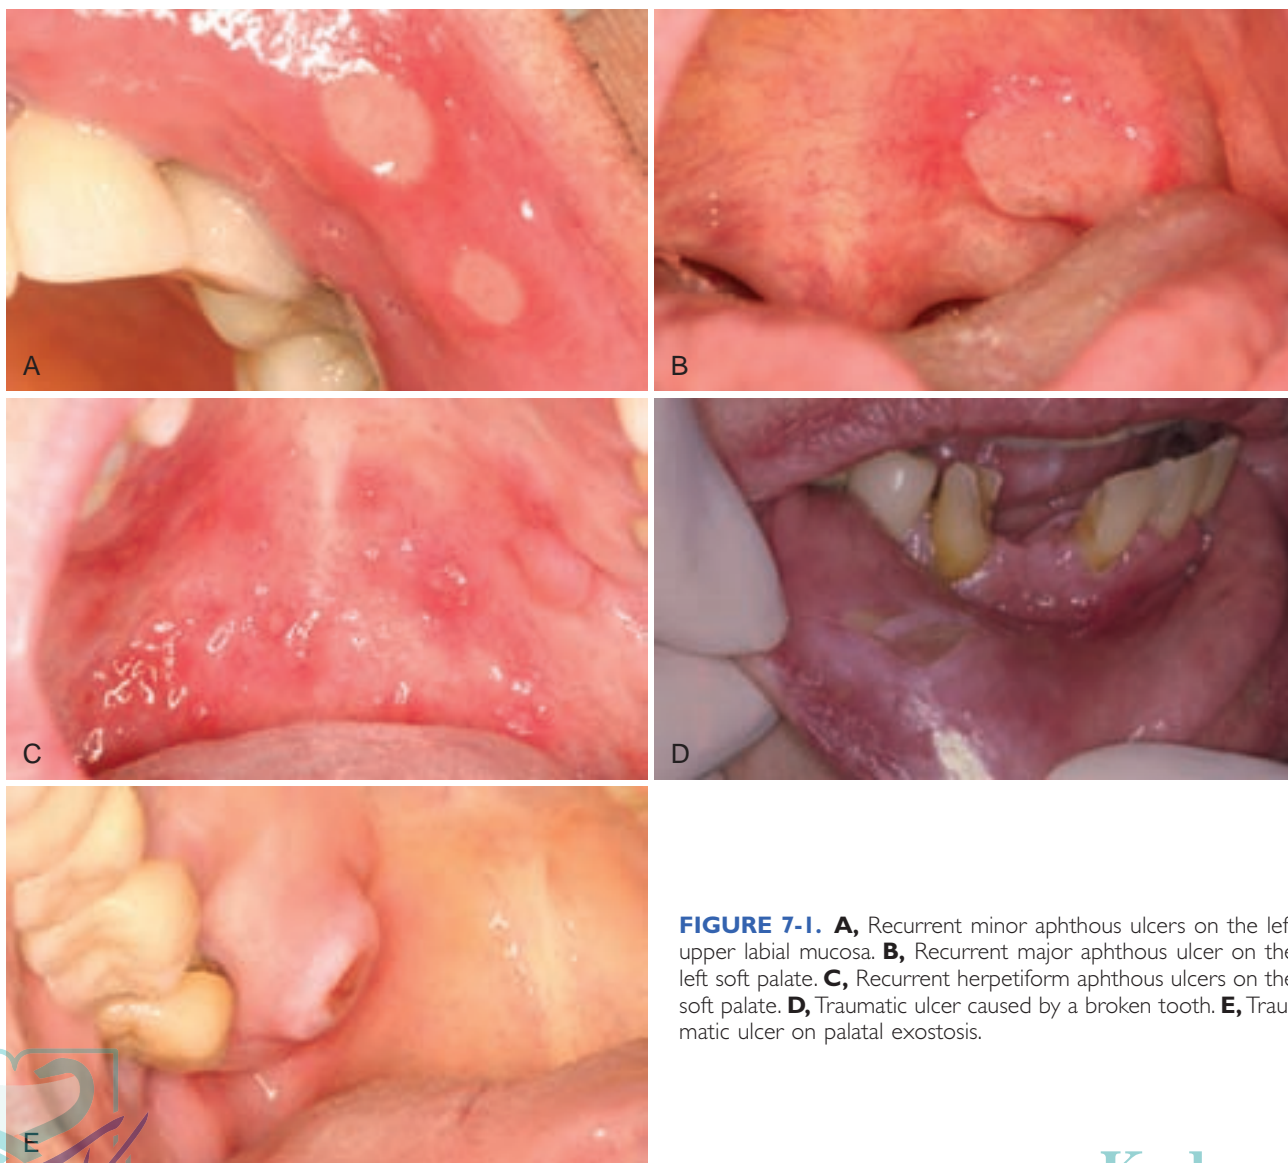 A
B
C
D
E
FIGURE 7-1. A, Recurrent minor aphthous ulcers on the lef
upper labial mucosa. B, Recurrent major aphthous ulcer on the
left soft palate. C, Recurrent herpetiform aphthous ulcers on the
soft palate. D, Traumatic ulcer caused by a broken tooth. E, Trau
matic ulcer on palatal exostosis.